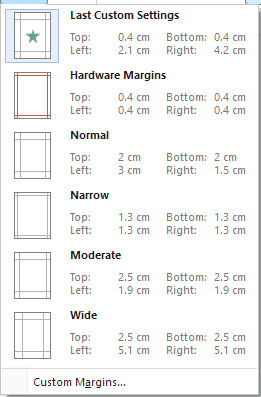 Last Custom Settings
Top: 0.4 cm Bottom: 0.4 cm
Left: 2.1 cm Right: 4.2 cm
Hardware Margins
Top: 0.4 cm Bottom: 0.4 cm
Left: 0.4 cm Right: 0.4 cm
Normal
Top: 2 cm Bottom: 2 cm
Left: 3 cm Right: 1.5 cm
Narrow
Top: 1.3 cm Bottom: 1.3 cm
Left: 1.3 cm Right: 1.3 cm
Moderate
Top: 2.5 cm Bottom: 2.5 cm
Left: 1.9 cm Right: 1.9 cm
Wide
Top: 2.5 cm Bottom: 2.5 cm
Left: 5.1 cm Right: 5.1 cm
Custom Margins...